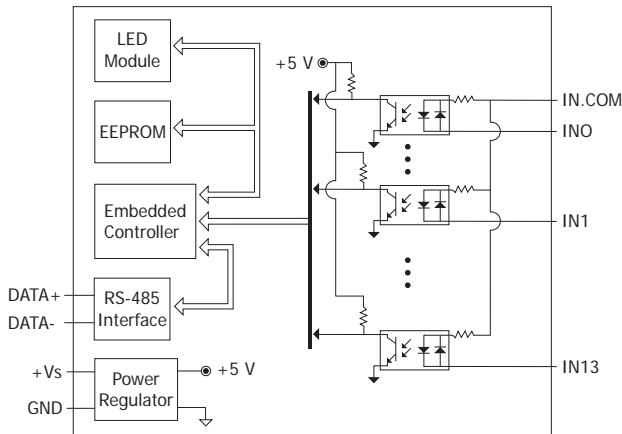 LED
Module
+5 V
IN.COM
EEPROM
INO
Embedded
Controller
IN1
DATA+
DATA-
RS-485
Interface
+Vs
GND
Power
Regulator
+5 V
IN13